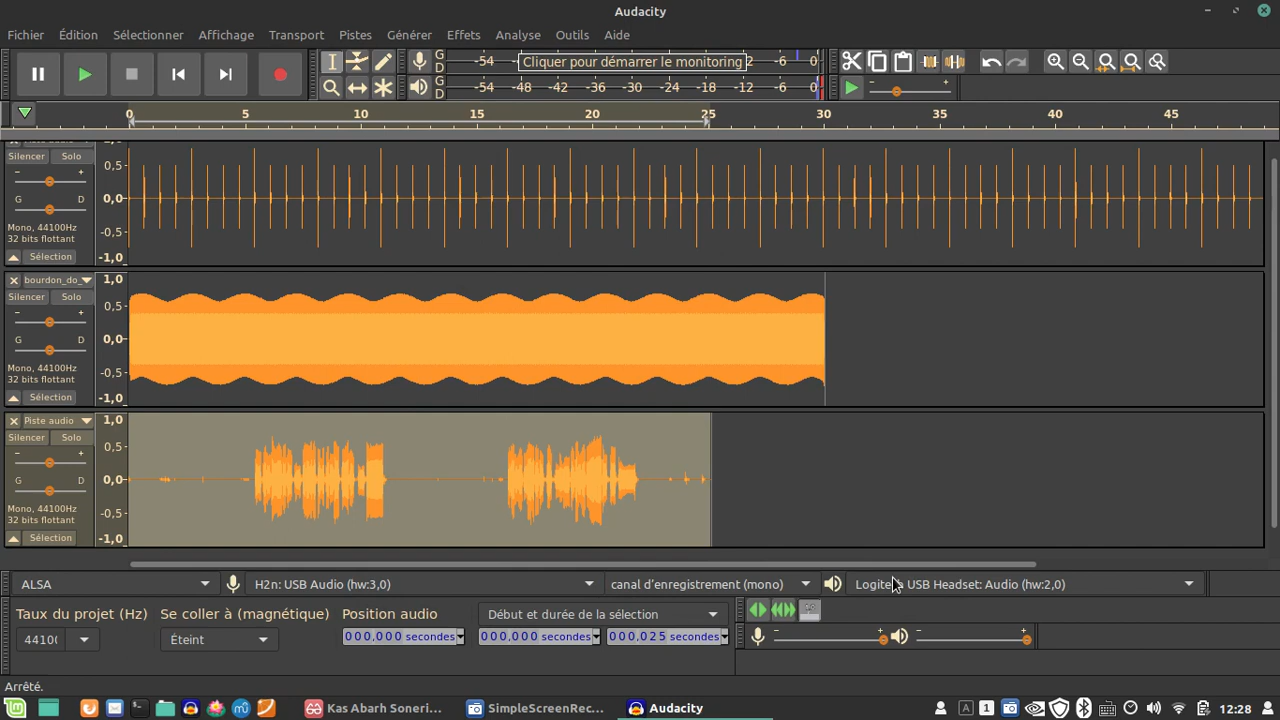 Audacity
Fichier Édition Sélectionner Affichage Transport Pistes Générer Effets Analyse Outils Aide
G D -54 Cliquer pour démarrer le monitoring 2 -6 0
G D -54 -48 -42 -36 -30 -24 -18 -12 -6 0
0 5 10 15 20 25 30 35 40 45
Silencer Solo
- +
G D
Mono, 44100Hz
32 bits flottant
Sélection
0,5
0,0
-0,5
-1,0
bourdon_do_
Silencer Solo
- +
G D
Mono, 44100Hz
32 bits flottant
Sélection
1,0
0,5
0,0
-0,5
-1,0
Piste audio
Silencer Solo
- +
G D
Mono, 44100Hz
32 bits flottant
Sélection
1,0
0,5
0,0
-0,5
-1,0
ALSA H2n: USB Audio (hw:3,0) canal d'enregistrement (mono) USB Headset: Audio (hw:2,0)
Taux du projet (Hz) Se coller à (magnétique) Position audio Début et durée de la sélection
Éteint 000,000 secondes 000,000 secondes 000,025 secondes
- + - +
Arrêté.
Kas Abarh Soneri... SimpleScreenRec... Audacity A 1 12:28